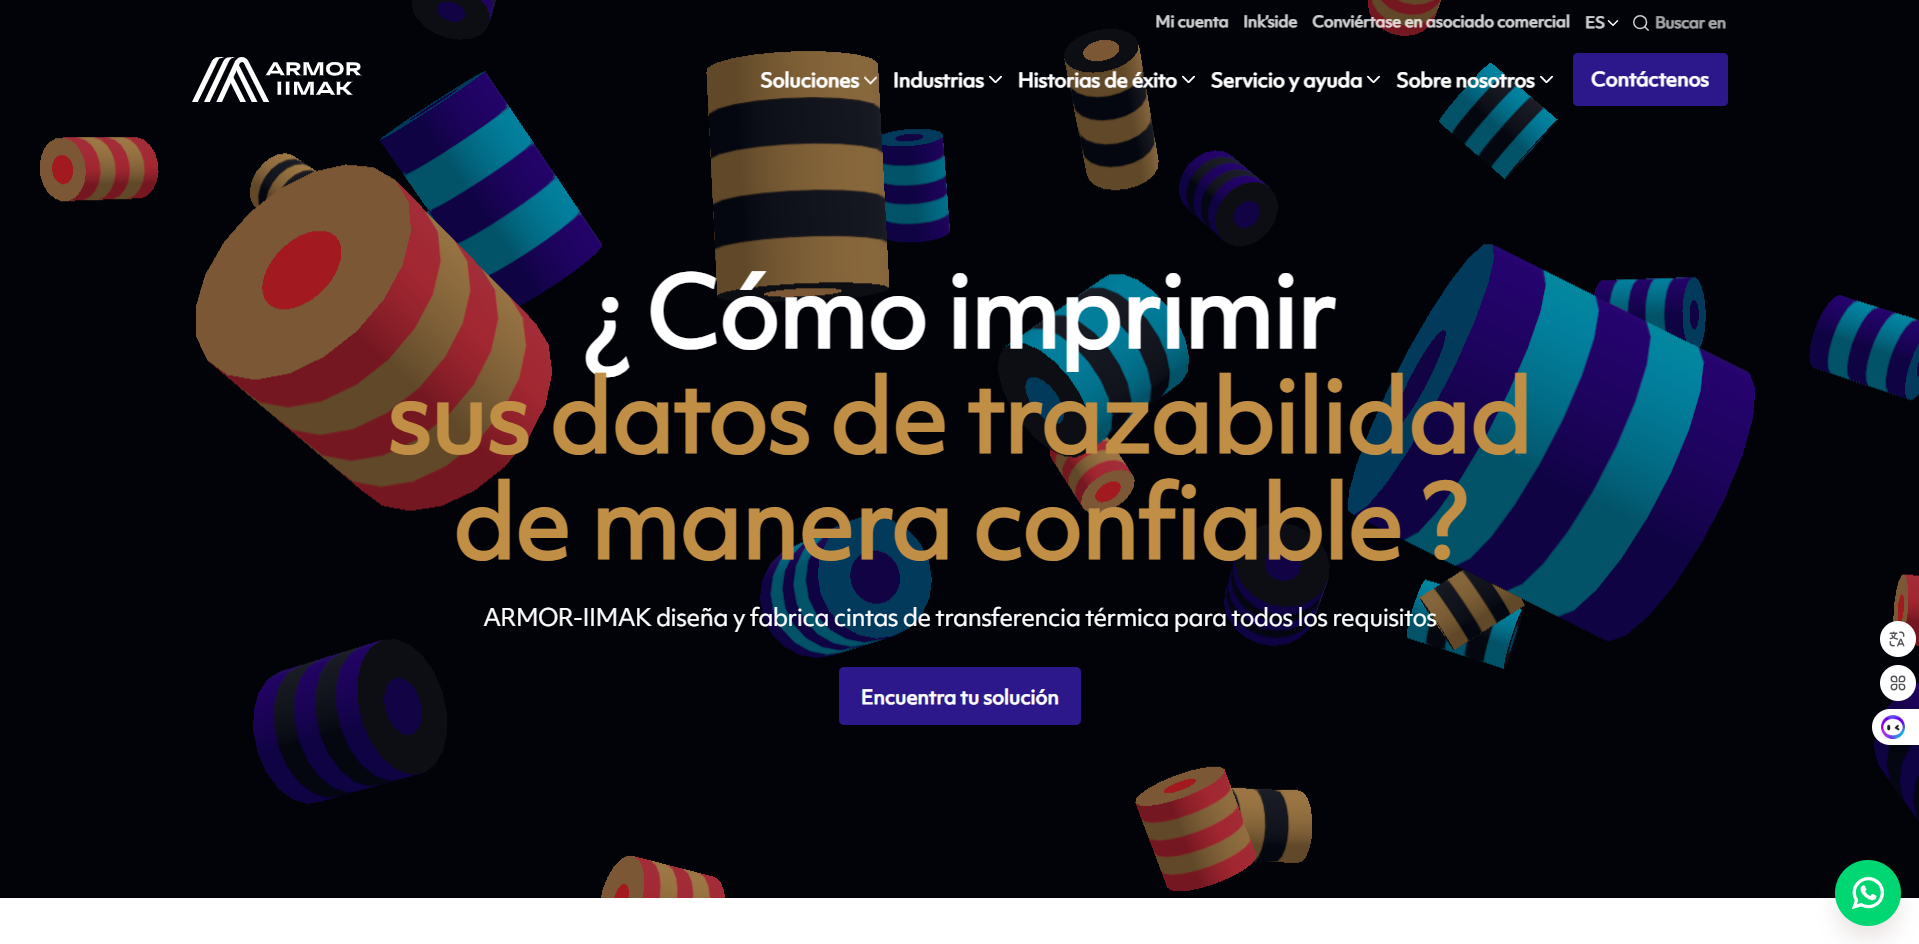 Mi cuenta Ink'side Conviértase en asociado comercial ES Buscar en
ARMOR
IIMAK
Soluciones Industrias Historias de éxito Servicio y ayuda Sobre nosotros Contáctenos
¿ Cómo imprimir
sus datos de trazabilidad
de manera confiable ?
ARMOR-IIMAK diseña y fabrica cintas de transferencia térmica para todos los requisitos
Encuentra tu solución